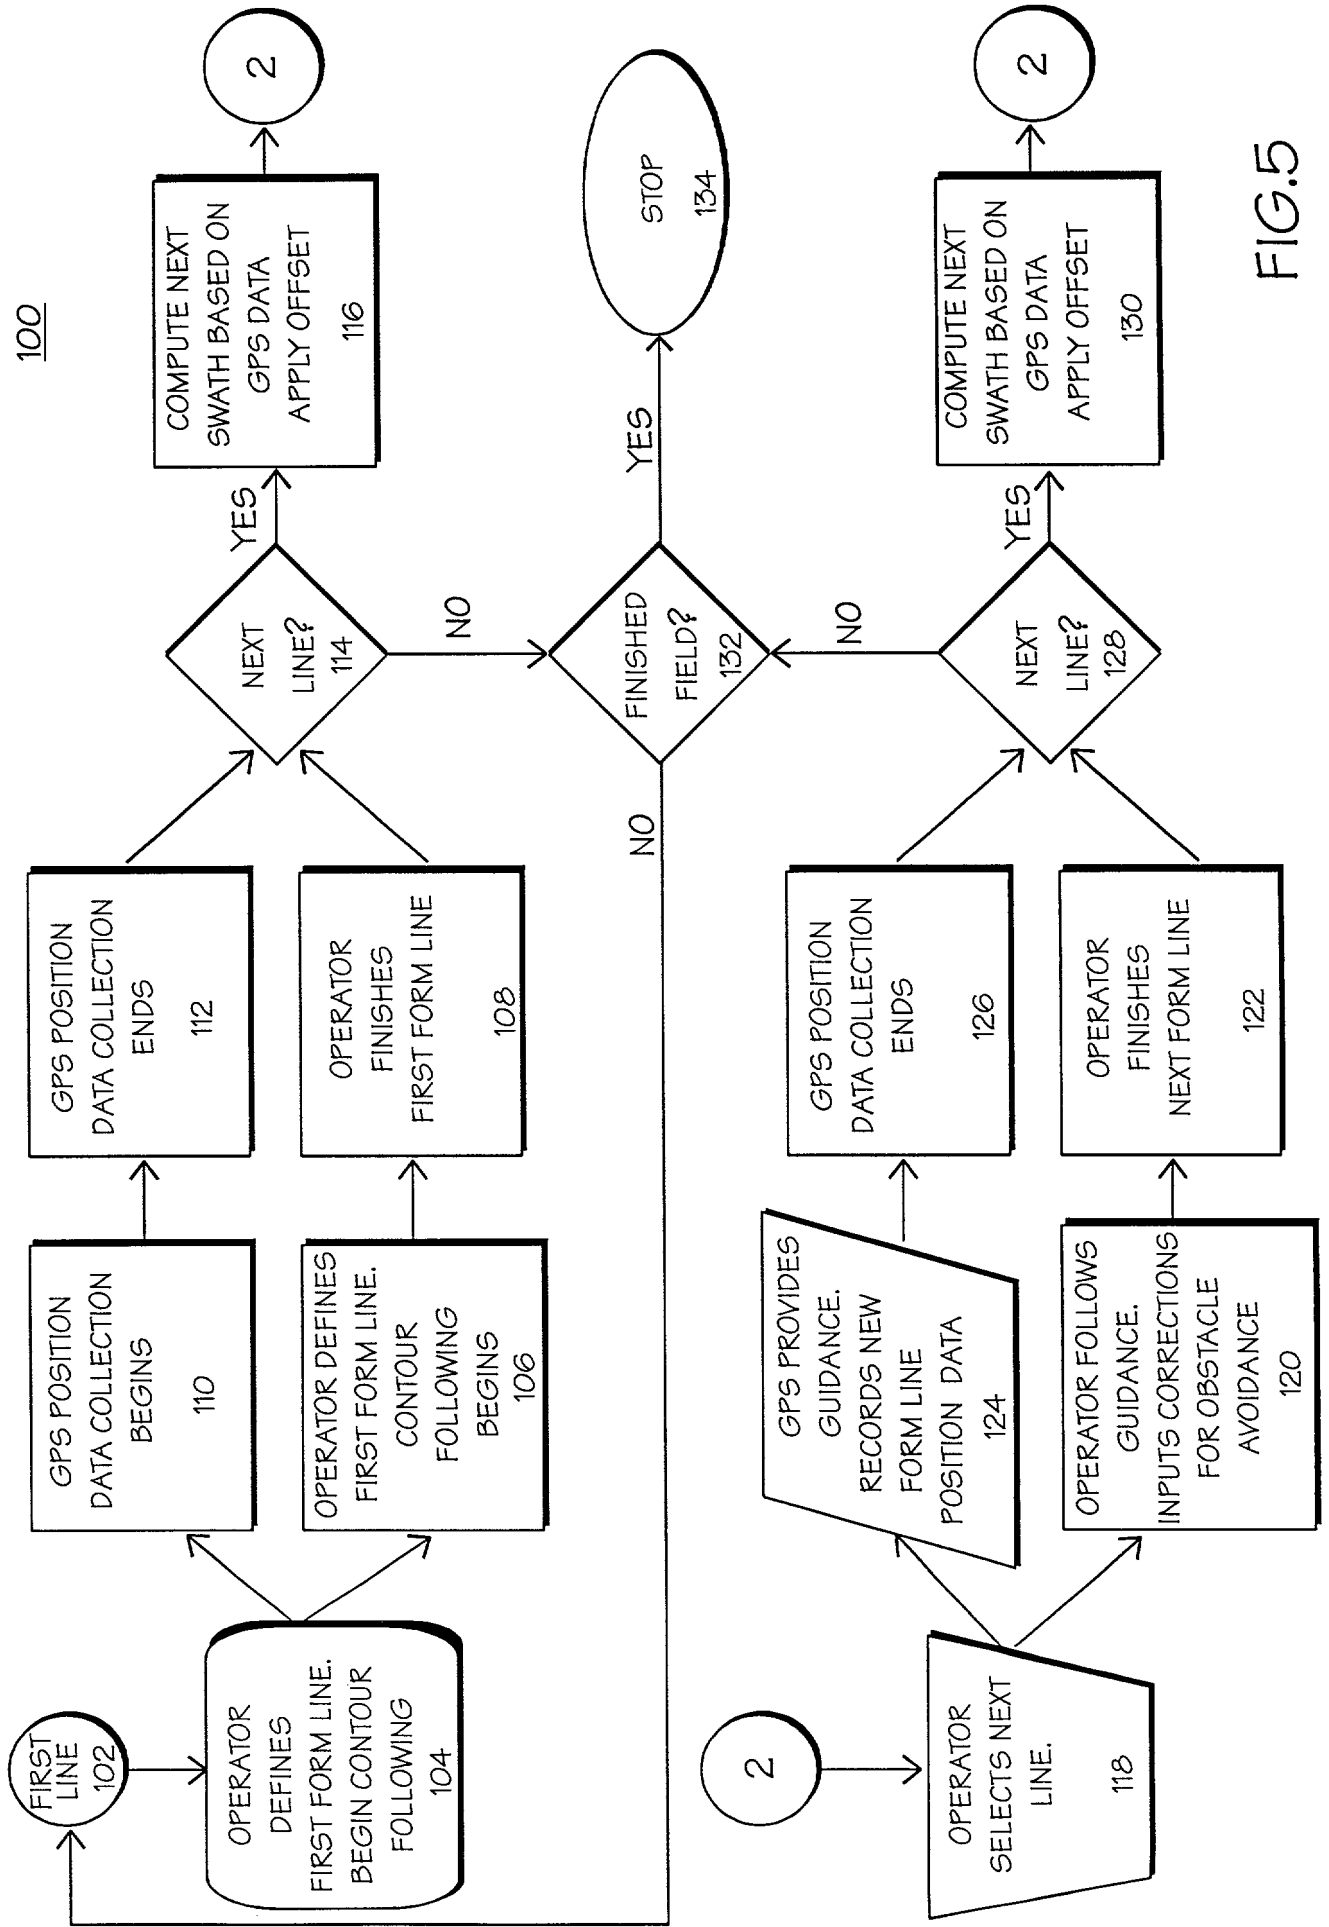 100
FIRST
LINE
102
OPERATOR
DEFINES
FIRST FORM LINE.
BEGIN CONTOUR
FOLLOWING
104
GPS POSITION
DATA COLLECTION
BEGINS
110
GPS POSITION
DATA COLLECTION
ENDS
112
OPERATOR DEFINES
FIRST FORM LINE.
CONTOUR
FOLLOWING
BEGINS
106
OPERATOR
FINISHES
FIRST FORM LINE
108
NEXT
LINE?
114
YES
COMPUTE NEXT
SWATH BASED ON
GPS DATA
APPLY OFFSET
116
2
NO
FINISHED
FIELD?
132
YES
STOP
134
NO
2
OPERATOR
SELECTS NEXT
LINE.
118
GPS PROVIDES
GUIDANCE.
RECORDS NEW
FORM LINE
POSITION DATA
124
GPS POSITION
DATA COLLECTION
ENDS
126
OPERATOR FOLLOWS
GUIDANCE.
INPUTS CORRECTIONS
FOR OBSTACLE
AVOIDANCE
120
OPERATOR
FINISHES
NEXT FORM LINE
122
NO
NEXT
LINE?
128
YES
COMPUTE NEXT
SWATH BASED ON
GPS DATA
APPLY OFFSET
130
2
FIG.5